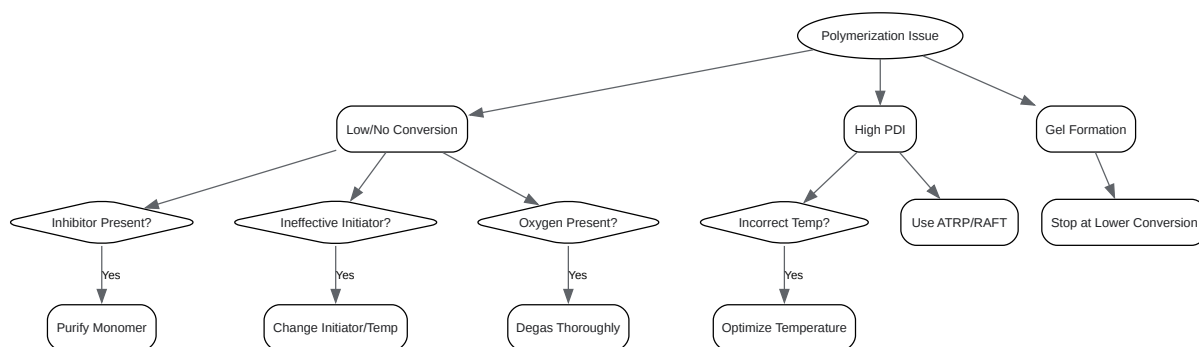 Polymerization Issue
Low/No Conversion
High PDI
Gel Formation
Inhibitor Present?
Ineffective Initiator?
Oxygen Present?
Incorrect Temp?
Use ATRP/RAFT
Stop at Lower Conversion
Yes
Yes
Yes
Yes
Purify Monomer
Change Initiator/Temp
Degas Thoroughly
Optimize Temperature